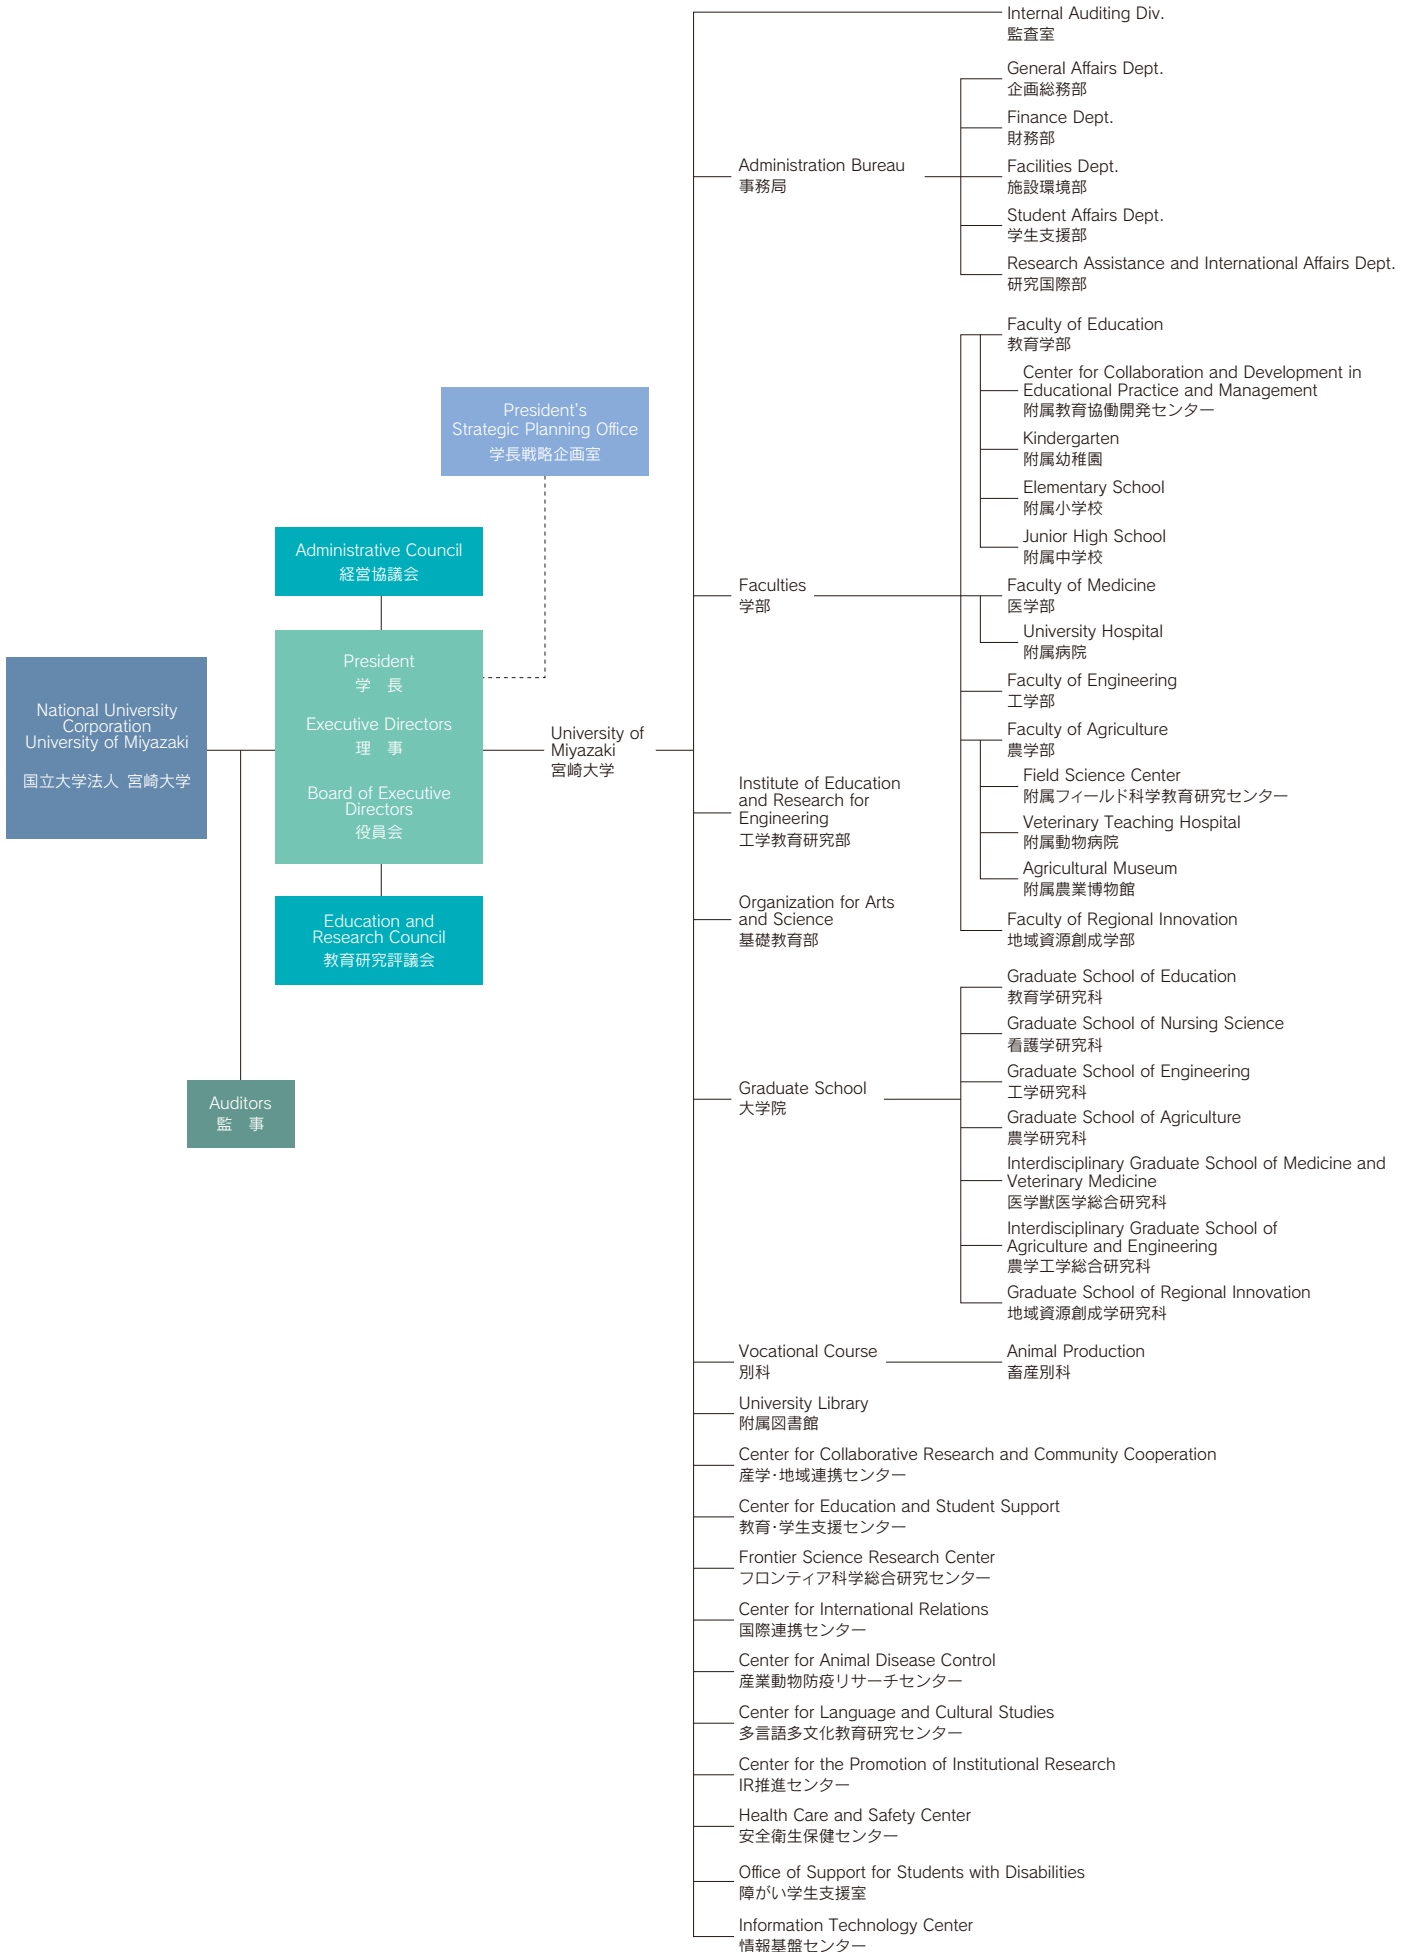 National University
Corporation
University of Miyazaki
国立大学法人 宮崎大学
Auditors
監 事
Administrative Council
経営協議会
President
学 長
Executive Directors
理 事
Board of Executive
Directors
役員会
Education and
Research Council
教育研究評議会
President's
Strategic Planning Office
学長戦略企画室
University of
Miyazaki
宮崎大学
Internal Auditing Div.
監査室
Administration Bureau
事務局
General Affairs Dept.
企画総務部
Finance Dept.
財務部
Facilities Dept.
施設環境部
Student Affairs Dept.
学生支援部
Research Assistance and International Affairs Dept.
研究国際部
Faculties
学部
Faculty of Education
教育学部
Center for Collaboration and Development in
Educational Practice and Management
附属教育協働開発センター
Kindergarten
附属幼稚園
Elementary School
附属小学校
Junior High School
附属中学校
Faculty of Medicine
医学部
University Hospital
附属病院
Faculty of Engineering
工学部
Faculty of Agriculture
農学部
Field Science Center
附属フィールド科学教育研究センター
Veterinary Teaching Hospital
附属動物病院
Agricultural Museum
附属農業博物館
Faculty of Regional Innovation
地域資源創成学部
Institute of Education
and Research for
Engineering
工学教育研究部
Organization for Arts
and Science
基礎教育部
Graduate School
大学院
Graduate School of Education
教育学研究科
Graduate School of Nursing Science
看護学研究科
Graduate School of Engineering
工学研究科
Graduate School of Agriculture
農学研究科
Interdisciplinary Graduate School of Medicine and
Veterinary Medicine
医学獣医学総合研究科
Interdisciplinary Graduate School of
Agriculture and Engineering
農学工学総合研究科
Graduate School of Regional Innovation
地域資源創成学研究科
Vocational Course
別科
Animal Production
畜産別科
University Library
附属図書館
Center for Collaborative Research and Community Cooperation
産学・地域連携センター
Center for Education and Student Support
教育・学生支援センター
Frontier Science Research Center
フロンティア科学総合研究センター
Center for International Relations
国際連携センター
Center for Animal Disease Control
産業動物防疫リサーチセンター
Center for Language and Cultural Studies
多言語多文化教育研究センター
Center for the Promotion of Institutional Research
IR推進センター
Health Care and Safety Center
安全衛生保健センター
Office of Support for Students with Disabilities
障がい学生支援室
Information Technology Center
情報基盤センター